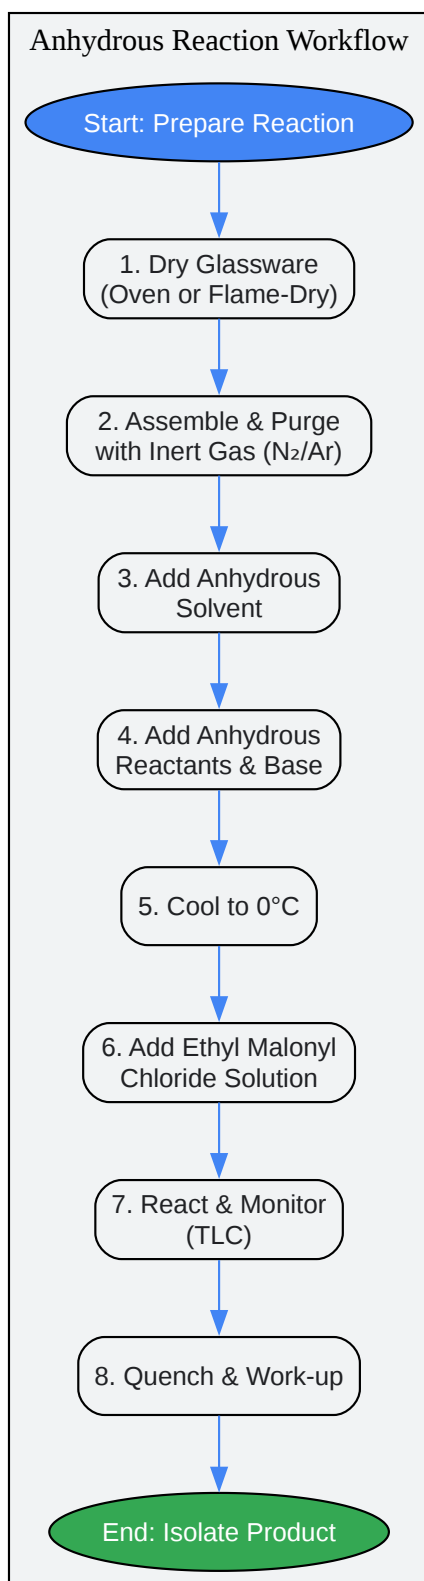 Anhydrous Reaction Workflow
Start: Prepare Reaction
1. Dry Glassware
(Oven or Flame-Dry)
2. Assemble & Purge
with Inert Gas (N₂/Ar)
3. Add Anhydrous
Solvent
4. Add Anhydrous
Reactants & Base
5. Cool to 0°C
6. Add Ethyl Malonyl
Chloride Solution
7. React & Monitor
(TLC)
8. Quench & Work-up
End: Isolate Product